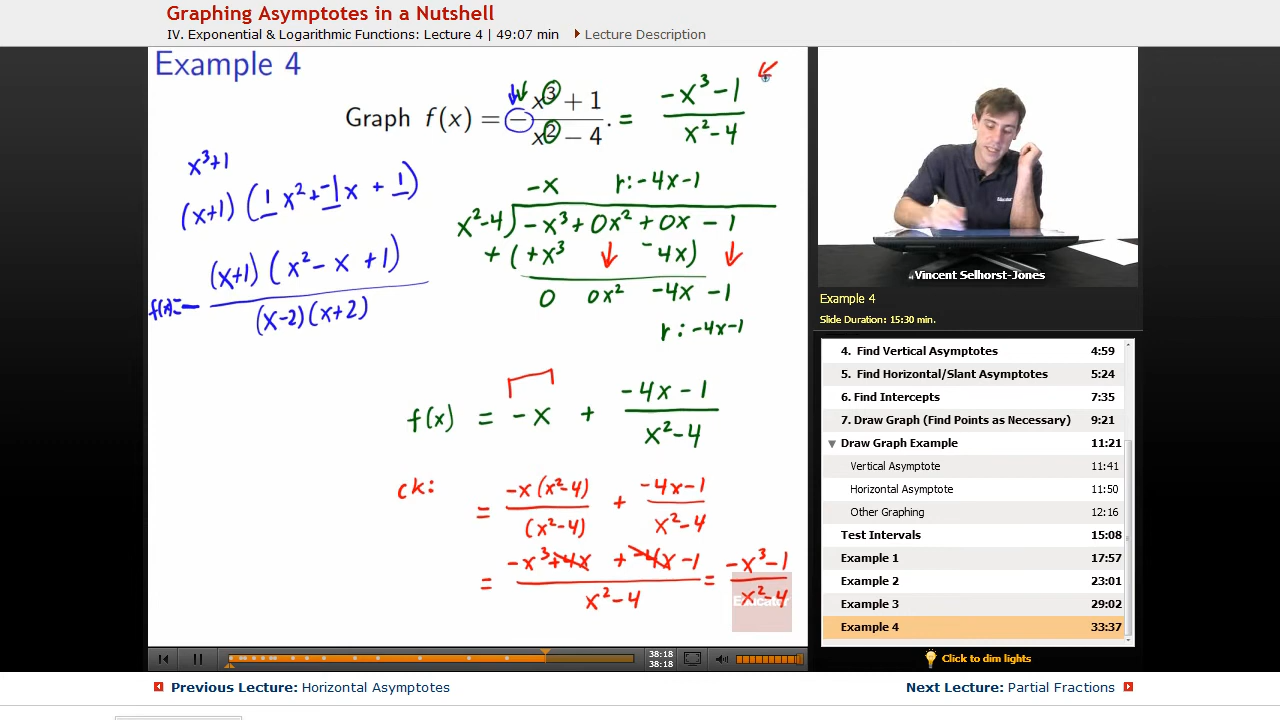 Graphing Asymptotes in a Nutshell
IV. Exponential & Logarithmic Functions: Lecture 4 | 49:07 min
Lecture Description
Example 4
Graph f(x) = − x³ + 1 / x² − 4 . = −x³ − 1 / x² − 4
x³+1
(x+1) ( 1 x² + −1 x + 1 )
f(x) = − (x+1) ( x² − x + 1 ) / (x−2)(x+2)
−x r: −4x−1
x²−4 ) −x³ + 0x² + 0x − 1
+ ( +x³ − 4x )
0 0x² −4x −1
r: −4x−1
f(x) = −x + −4x − 1 / x² − 4
ck:
= −x(x²−4) / (x²−4) + −4x−1 / x²−4
= −x³+4x + −4x −1 / x²−4 = −x³−1 / x²−4
Educator
Vincent Selhorst-Jones
Example 4
Slide Duration: 15:30 min.
4. Find Vertical Asymptotes 4:59
5. Find Horizontal/Slant Asymptotes 5:24
6. Find Intercepts 7:35
7. Draw Graph (Find Points as Necessary) 9:21
Draw Graph Example 11:21
Vertical Asymptote 11:41
Horizontal Asymptote 11:50
Other Graphing 12:16
Test Intervals 15:08
Example 1 17:57
Example 2 23:01
Example 3 29:02
Example 4 33:37
38:18
38:18
Click to dim lights
Previous Lecture: Horizontal Asymptotes
Next Lecture: Partial Fractions